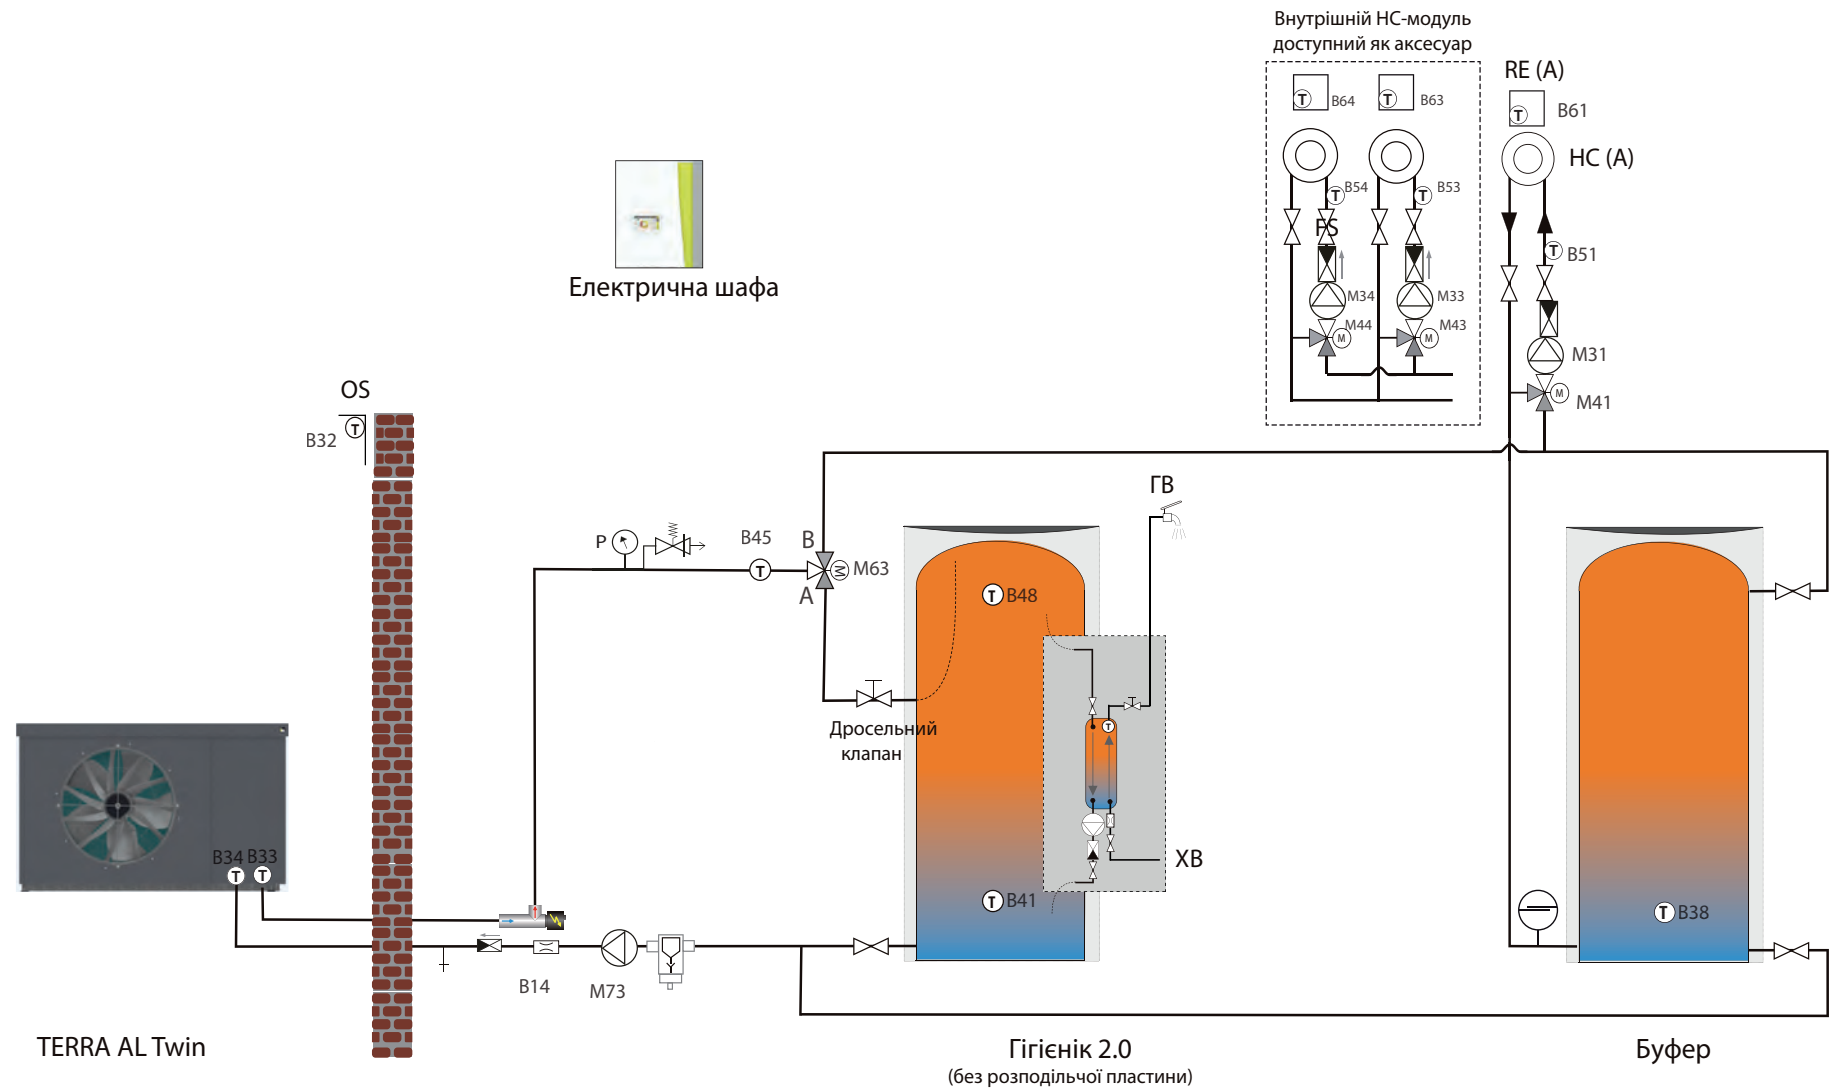 Внутрішній НС-модуль
доступний як аксесуар
RE (A)
T
B64
T
B63
T
B61
HC (A)
T
B54
T
B53
FS
T
B51
M34
M33
M44
M
M43
M
M31
M
M41
Електрична шафа
OS
B32
T
ГВ
P
B45
T
B
M
M63
A
T
B48
Дросельний
клапан
T
ХВ
B34
B33
T
T
T
B41
T
B38
B14
M73
TERRA AL Twin
Гігієнік 2.0
(без розподільчої пластини)
Буфер